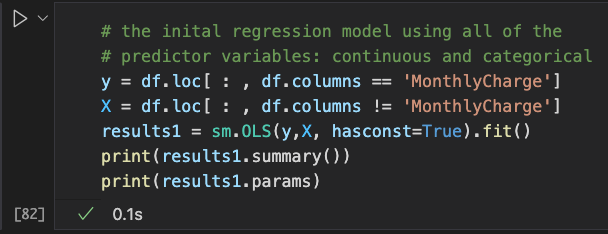 # the inital regression model using all of the
# predictor variables: continuous and categorical
y = df.loc[ : , df.columns == 'MonthlyCharge']
X = df.loc[ : , df.columns != 'MonthlyCharge']
results1 = sm.OLS(y,X, hasconst=True).fit()
print(results1.summary())
print(results1.params)
[82] 0.1s